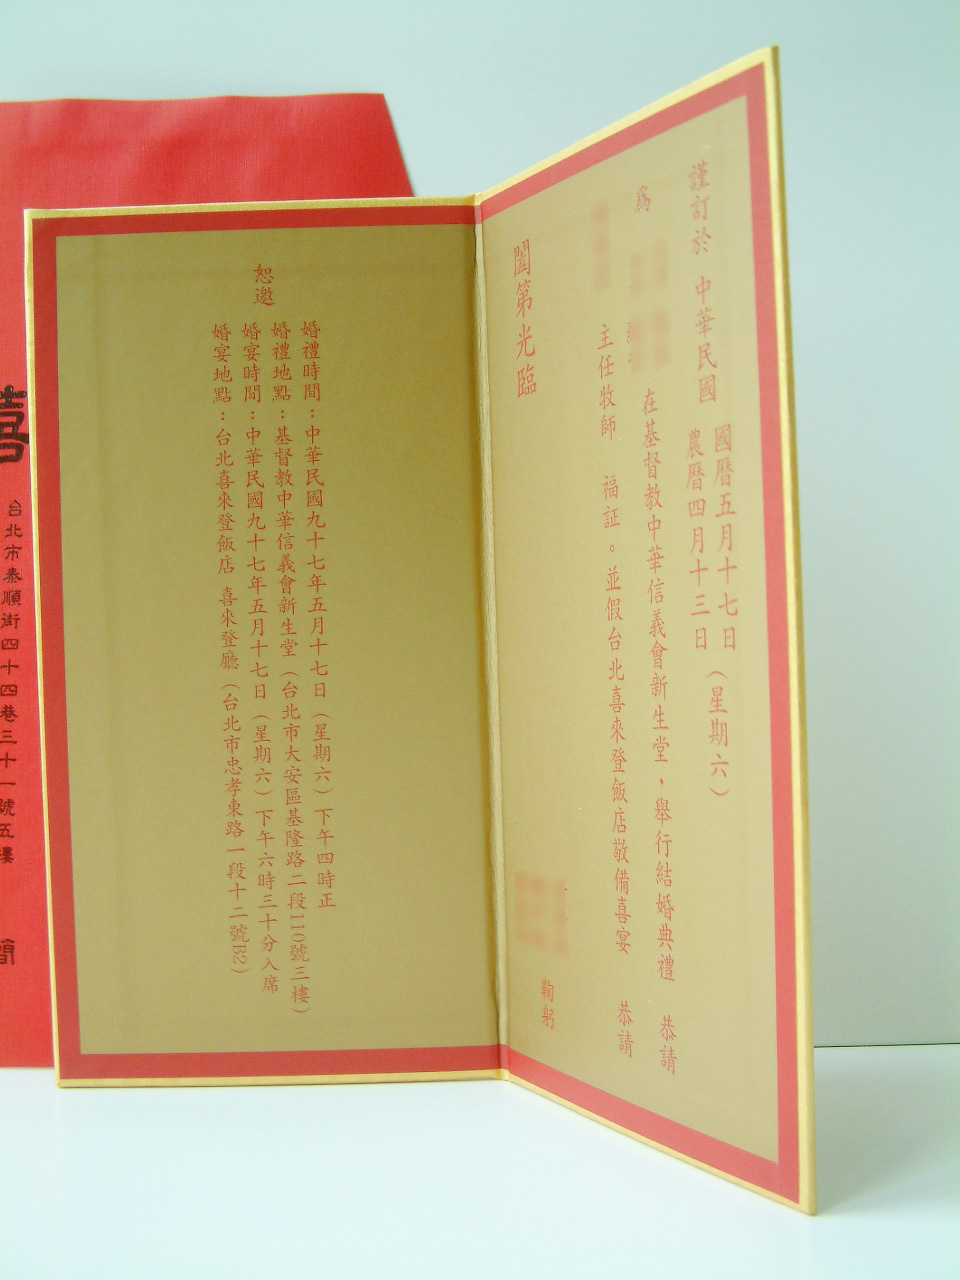 謹訂於 中華民國
國曆五月十七日
農曆四月十三日
（星期六）
為
在基督教中華信義會新生堂，舉行結婚典禮 恭請
主任牧師 福証。並假台北喜來登飯店敬備喜宴 恭請
闔第光臨
鞠躬
恕邀
婚禮時間：中華民國九十七年五月十七日（星期六）下午四時正
婚禮地點：基督教中華信義會新生堂（台北市大安區基隆路二段110號三樓）
婚宴時間：中華民國九十七年五月十七日（星期六）下午六時三十分入席
婚宴地點：台北喜來登飯店 喜來登廳（台北市忠孝東路一段十二號B2）
喜
台北市泰順街四十四巷三十一號五樓
簡